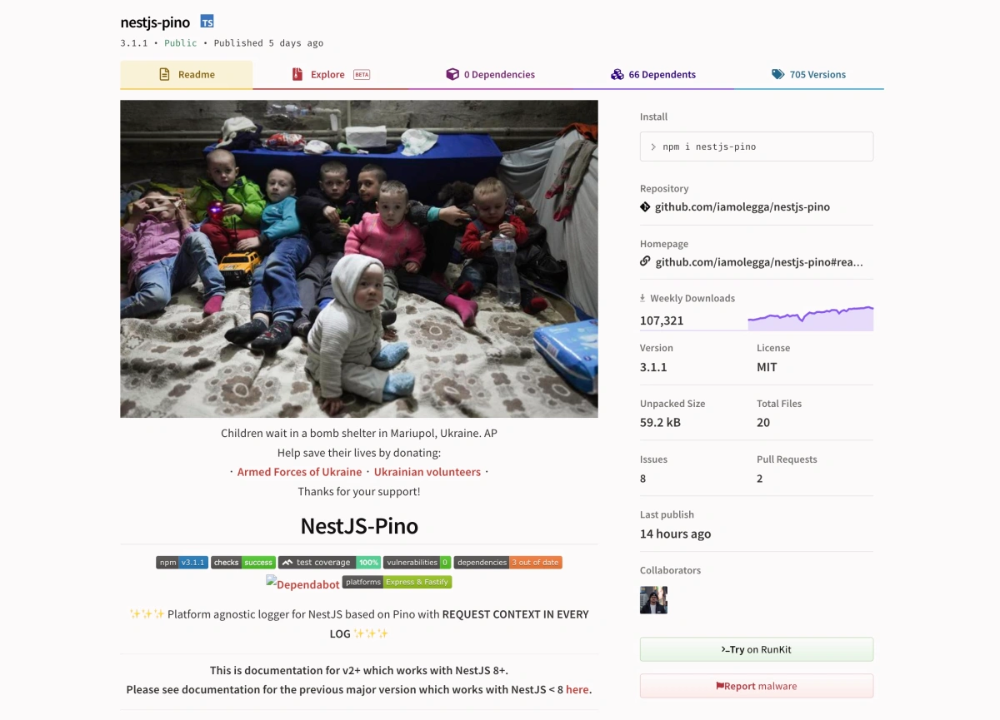 nestjs-pino TS
3.1.1 • Public • Published 5 days ago
Readme
Explore BETA
0 Dependencies
66 Dependents
705 Versions
Children wait in a bomb shelter in Mariupol, Ukraine. AP
Help save their lives by donating:
· Armed Forces of Ukraine · Ukrainian volunteers ·
Thanks for your support!
NestJS-Pino
npm v3.1.1 checks success test coverage 100% vulnerabilities 0 dependencies 3 out of date
Dependabot platforms Express & Fastify
✨✨✨ Platform agnostic logger for NestJS based on Pino with REQUEST CONTEXT IN EVERY
LOG ✨✨✨
This is documentation for v2+ which works with NestJS 8+.
Please see documentation for the previous major version which works with NestJS < 8 here.
Install
> npm i nestjs-pino
Repository
github.com/iamolegga/nestjs-pino
Homepage
github.com/iamolegga/nestjs-pino#rea...
Weekly Downloads
107,321
Version License
3.1.1 MIT
Unpacked Size Total Files
59.2 kB 20
Issues Pull Requests
8 2
Last publish
14 hours ago
Collaborators
Try on RunKit
Report malware